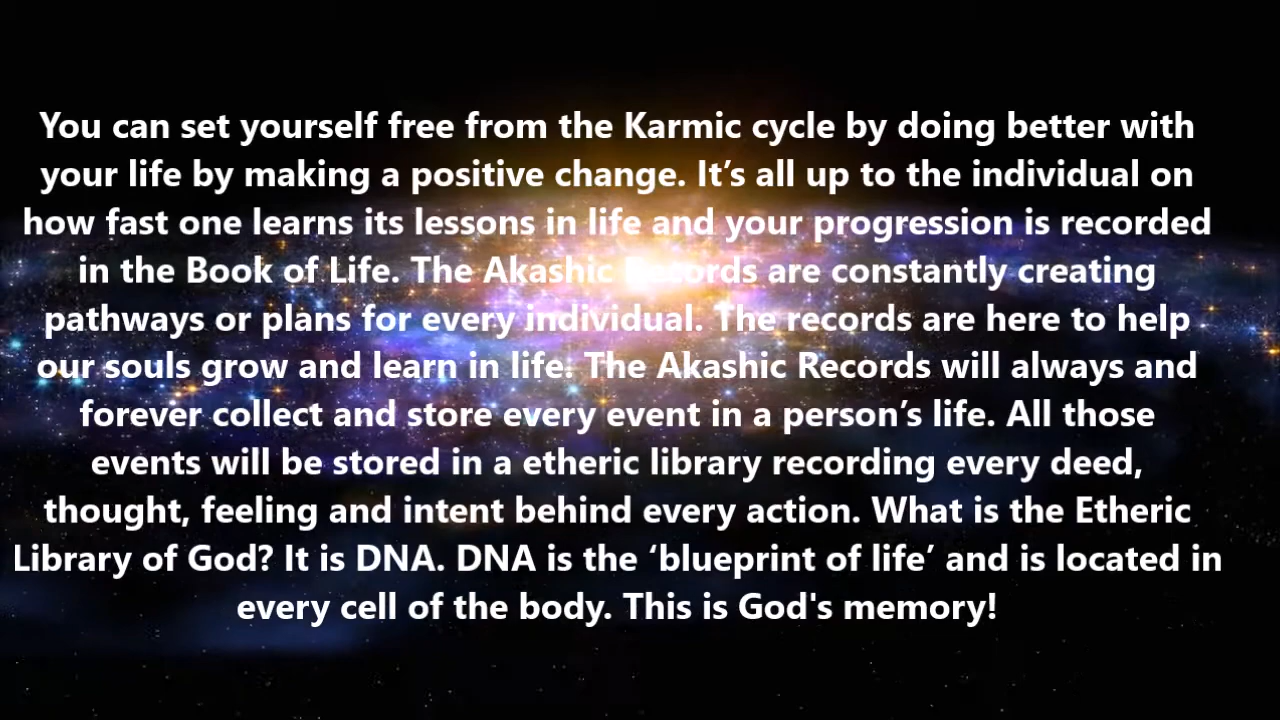 You can set yourself free from the Karmic cycle by doing better with
your life by making a positive change. It’s all up to the individual on
how fast one learns its lessons in life and your progression is recorded
in the Book of Life. The Akashic Records are constantly creating
pathways or plans for every individual. The records are here to help
our souls grow and learn in life. The Akashic Records will always and
forever collect and store every event in a person’s life. All those
events will be stored in a etheric library recording every deed,
thought, feeling and intent behind every action. What is the Etheric
Library of God? It is DNA. DNA is the ‘blueprint of life’ and is located in
every cell of the body. This is God's memory!